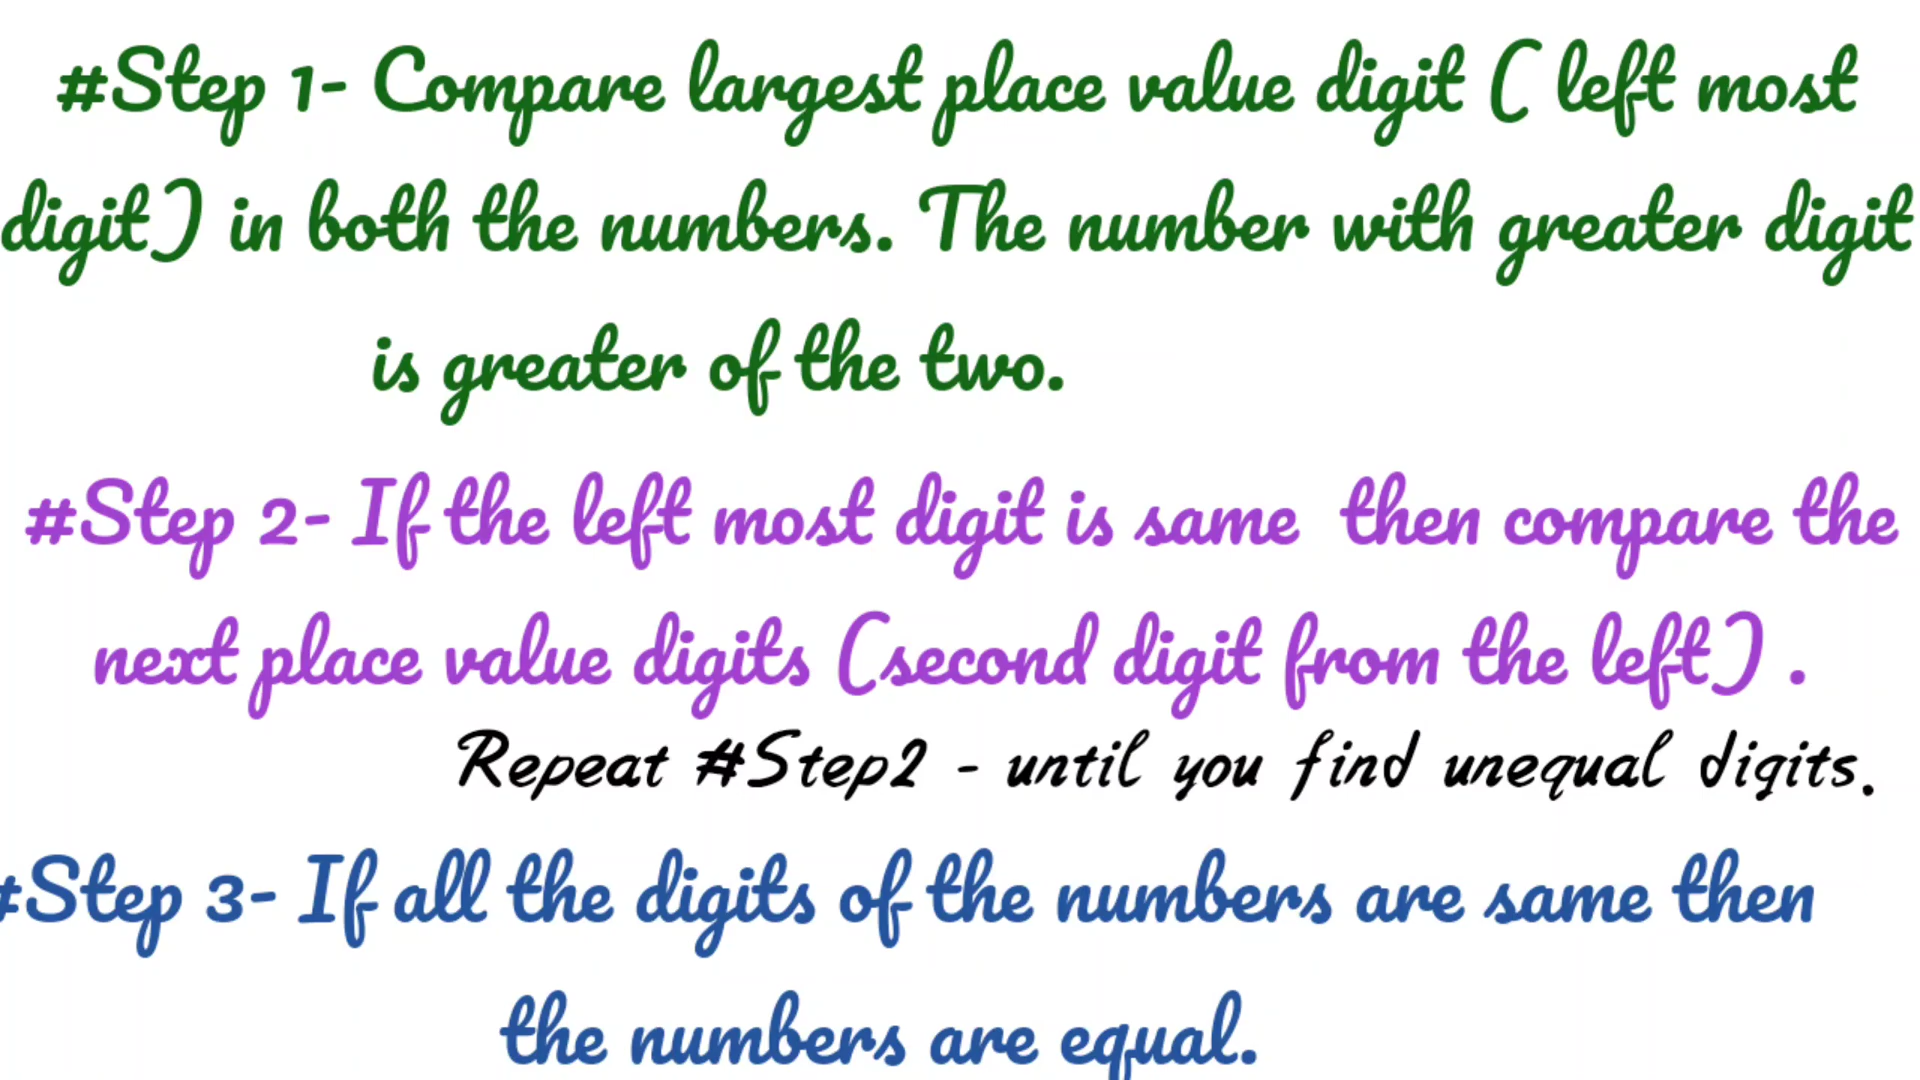 #Step 1- Compare largest place value digit ( left most
digit) in both the numbers. The number with greater digit
is greater of the two.
#Step 2- If the left most digit is same then compare the
next place value digits (second digit from the left) .
Repeat #Step2 - until you find unequal digits.
#Step 3- If all the digits of the numbers are same then
the numbers are equal.